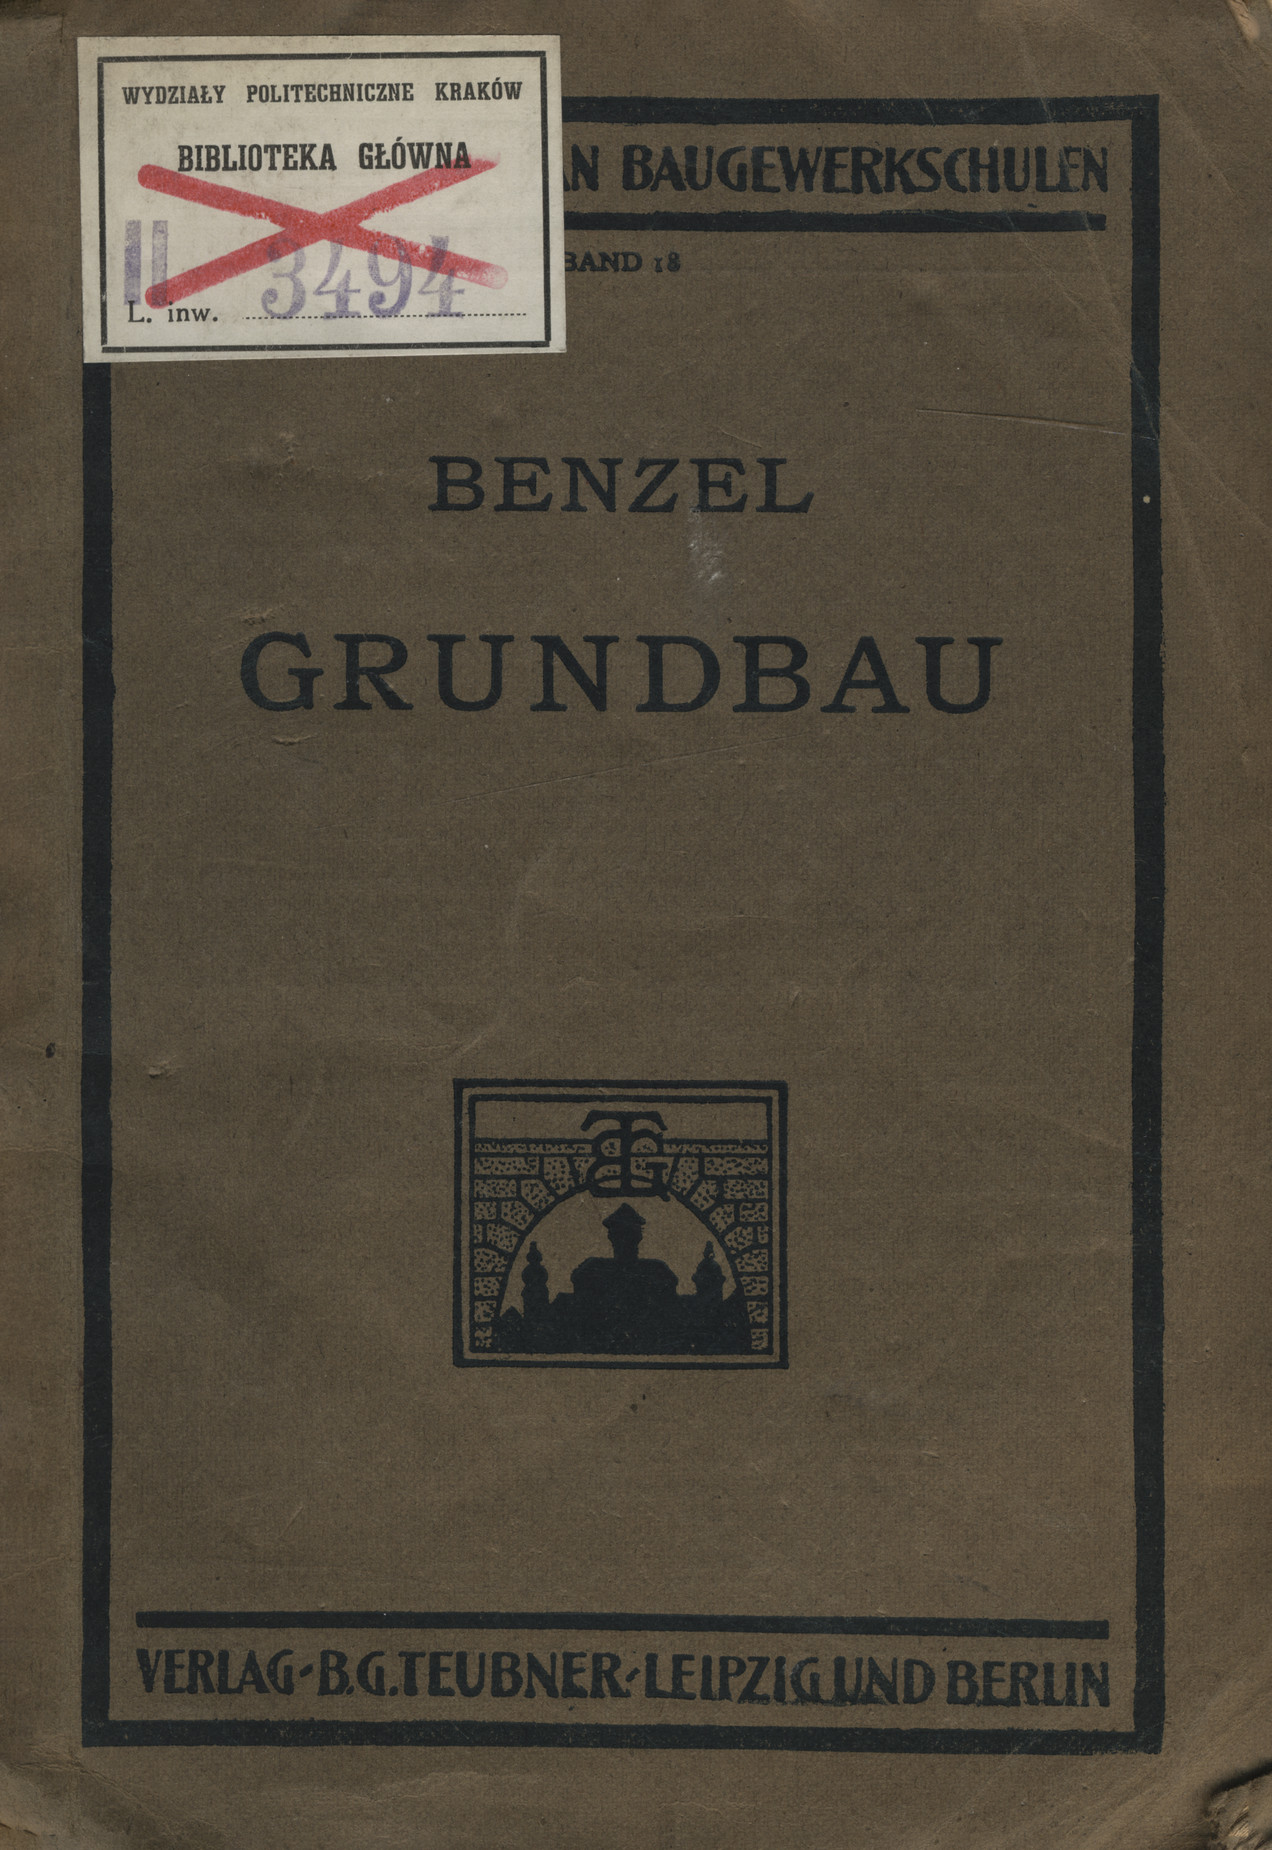 WYDZIAŁY POLITECHNICZNE KRAKÓW
BIBLIOTEKA GŁÓWNA
II 3494
L. inw.
AN BAUGEWERKSCHULEN
BAND 18
BENZEL
GRUNDBAU
BTG
VERLAG-B.G.TEUBNER-LEIPZIG UND BERLIN